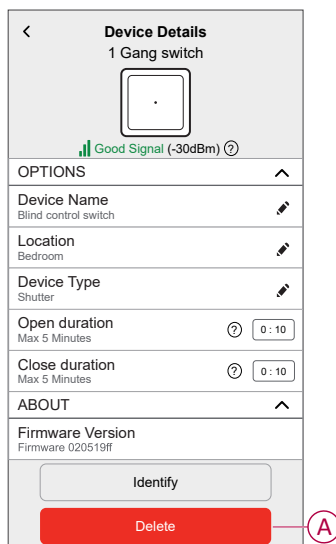 Device Details
1 Gang switch
Good Signal (-30dBm) ?
OPTIONS
Device Name
Blind control switch
Location
Bedroom
Device Type
Shutter
Open duration
Max 5 Minutes
? 0 : 10
Close duration
Max 5 Minutes
? 0 : 10
ABOUT
Firmware Version
Firmware 020519ff
Identify
Delete
A